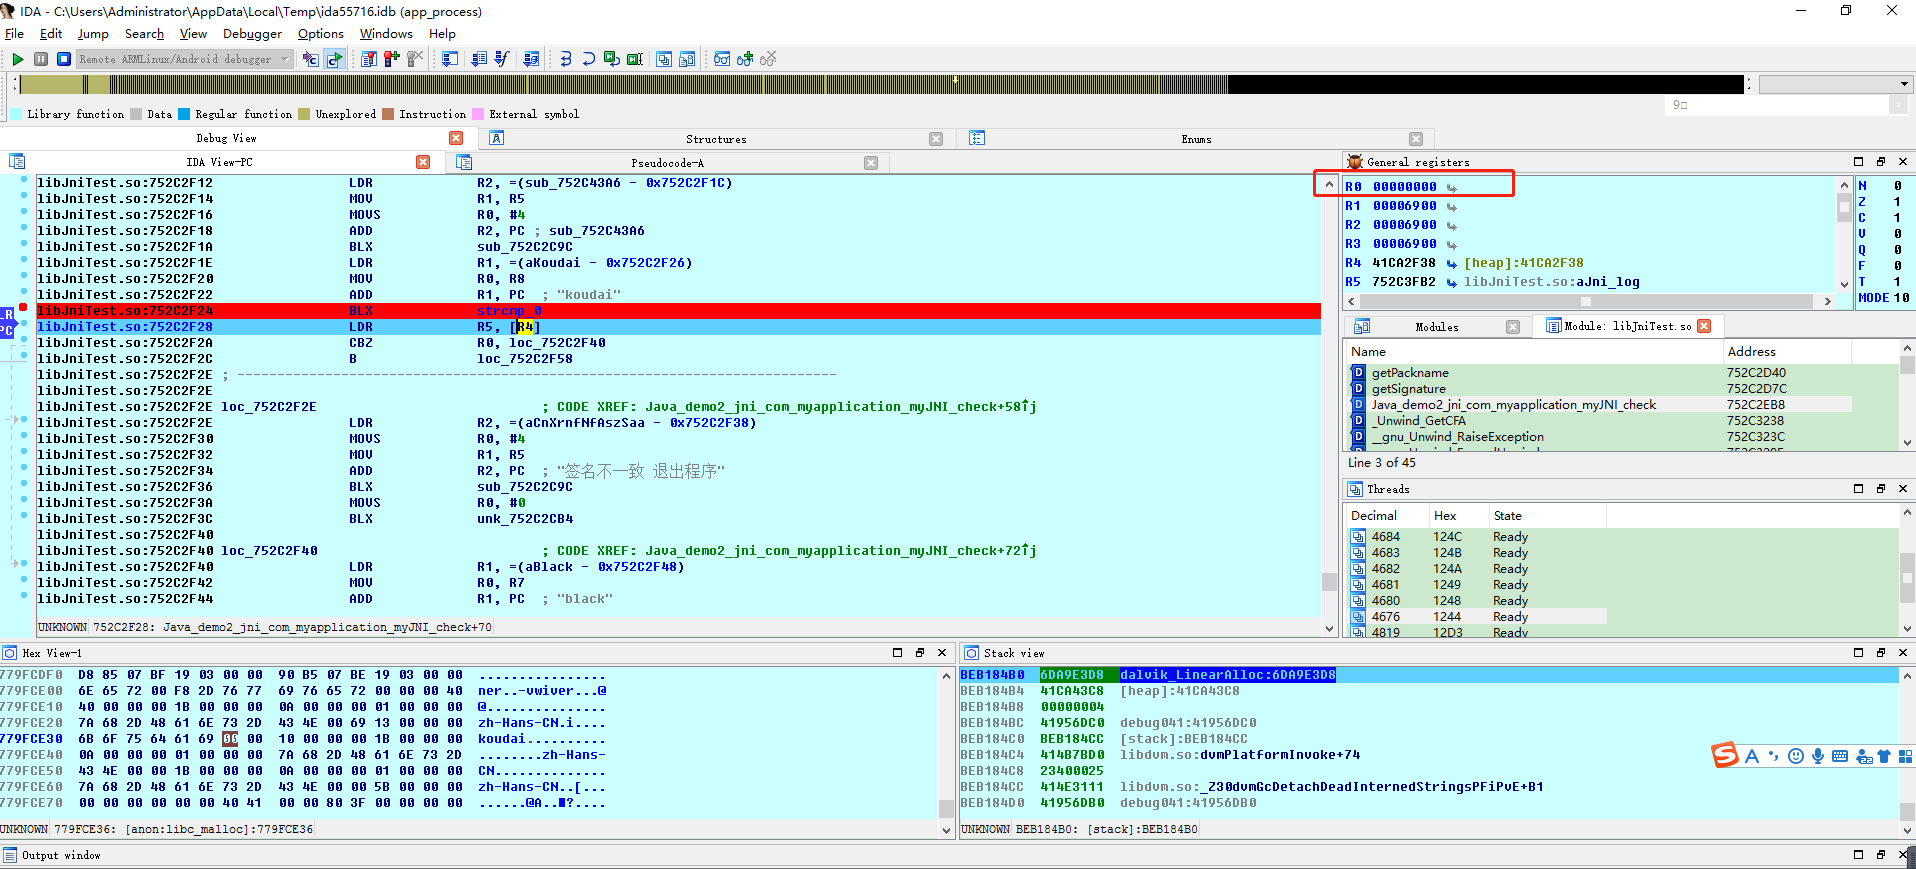 IDA - C:\Users\Administrator\AppData\Local\Temp\ida55716.idb (app_process)
File Edit Jump Search View Debugger Options Windows Help
Remote ARMLinux/Android debugger
Library function Data Regular function Unexplored Instruction External symbol
Debug View Structures Enums
IDA View-PC Pseudocode-A General registers
libJniTest.so:752C2F12 LDR R2, =(sub_752C43A6 - 0x752C2F1C)
libJniTest.so:752C2F14 MOV R1, R5
libJniTest.so:752C2F16 MOVS R0, #4
libJniTest.so:752C2F18 ADD R2, PC ; sub_752C43A6
libJniTest.so:752C2F1A BLX sub_752C2C9C
libJniTest.so:752C2F1E LDR R1, =(aKoudai - 0x752C2F26)
libJniTest.so:752C2F20 MOV R0, R8
libJniTest.so:752C2F22 ADD R1, PC ; "koudai"
libJniTest.so:752C2F24 BLX strcmp_0
libJniTest.so:752C2F28 LDR R5, [R4]
libJniTest.so:752C2F2A CBZ R0, loc_752C2F40
libJniTest.so:752C2F2C B loc_752C2F58
libJniTest.so:752C2F2E ; ---------------------------------------------------------------------------
libJniTest.so:752C2F2E
libJniTest.so:752C2F2E loc_752C2F2E ; CODE XREF: Java_demo2_jni_com_myapplication_myJNI_check+58↑j
libJniTest.so:752C2F2E LDR R2, =(aCnXrnfNfAszSaa - 0x752C2F38)
libJniTest.so:752C2F30 MOVS R0, #4
libJniTest.so:752C2F32 MOV R1, R5
libJniTest.so:752C2F34 ADD R2, PC ; "签名不一致 退出程序"
libJniTest.so:752C2F36 BLX sub_752C2C9C
libJniTest.so:752C2F3A MOVS R0, #0
libJniTest.so:752C2F3C BLX unk_752C2CB4
libJniTest.so:752C2F40
libJniTest.so:752C2F40 loc_752C2F40 ; CODE XREF: Java_demo2_jni_com_myapplication_myJNI_check+72↑j
libJniTest.so:752C2F40 LDR R1, =(aBlack - 0x752C2F48)
libJniTest.so:752C2F42 MOV R0, R7
libJniTest.so:752C2F44 ADD R1, PC ; "black"
UNKNOWN 752C2F28: Java_demo2_jni_com_myapplication_myJNI_check+70
R0 00000000
R1 00006900
R2 00006900
R3 00006900
R4 41CA2F38 [heap]:41CA2F38
R5 752C3FB2 libJniTest.so:aJni_log
N 0
Z 1
C 1
V 0
Q 0
F 0
T 1
MODE 10
Modules Module: libJniTest.so
Name Address
getPackname 752C2D40
getSignature 752C2D7C
Java_demo2_jni_com_myapplication_myJNI_check 752C2EB8
_Unwind_GetCFA 752C3238
__gnu_Unwind_RaiseException 752C323C
Line 3 of 45
Threads
Decimal Hex State
4684 124C Ready
4683 124B Ready
4682 124A Ready
4681 1249 Ready
4680 1248 Ready
4676 1244 Ready
4819 12D3 Ready
Hex View-1
779FCDF0 D8 85 07 BF 19 03 00 00 90 B5 07 BE 19 03 00 00 ................
779FCE00 6E 65 72 00 F8 2D 76 77 69 76 65 72 00 00 00 40 ner..-vwiver...@
779FCE10 40 00 00 00 1B 00 00 00 0A 00 00 00 01 00 00 00 @...............
779FCE20 7A 68 2D 48 61 6E 73 2D 43 4E 00 69 13 00 00 00 zh-Hans-CN.i....
779FCE30 6B 6F 75 64 61 69 00 00 10 00 00 00 1B 00 00 00 koudai..........
779FCE40 0A 00 00 00 01 00 00 00 7A 68 2D 48 61 6E 73 2D ........zh-Hans-
779FCE50 43 4E 00 00 1B 00 00 00 0A 00 00 00 01 00 00 00 CN..............
779FCE60 7A 68 2D 48 61 6E 73 2D 43 4E 00 00 5B 00 00 00 zh-Hans-CN..[...
779FCE70 00 00 00 00 00 00 40 41 00 00 80 3F 00 00 00 00 ......@A..■?....
UNKNOWN 779FCE36: [anon:libc_malloc]:779FCE36
Stack view
BEB184B0 6DA9E3D8 dalvik_LinearAlloc:6DA9E3D8
BEB184B4 41CA43C8 [heap]:41CA43C8
BEB184B8 00000004
BEB184BC 41956DC0 debug041:41956DC0
BEB184C0 BEB184CC [stack]:BEB184CC
BEB184C4 414B7BD0 libdvm.so:dvmPlatformInvoke+74
BEB184C8 23400025
BEB184CC 414E3111 libdvm.so:_Z30dvmGcDetachDeadInternedStringsPFiPvE+B1
BEB184D0 41956DB0 debug041:41956DB0
UNKNOWN BEB184B0: [stack]:BEB184B0
Output window